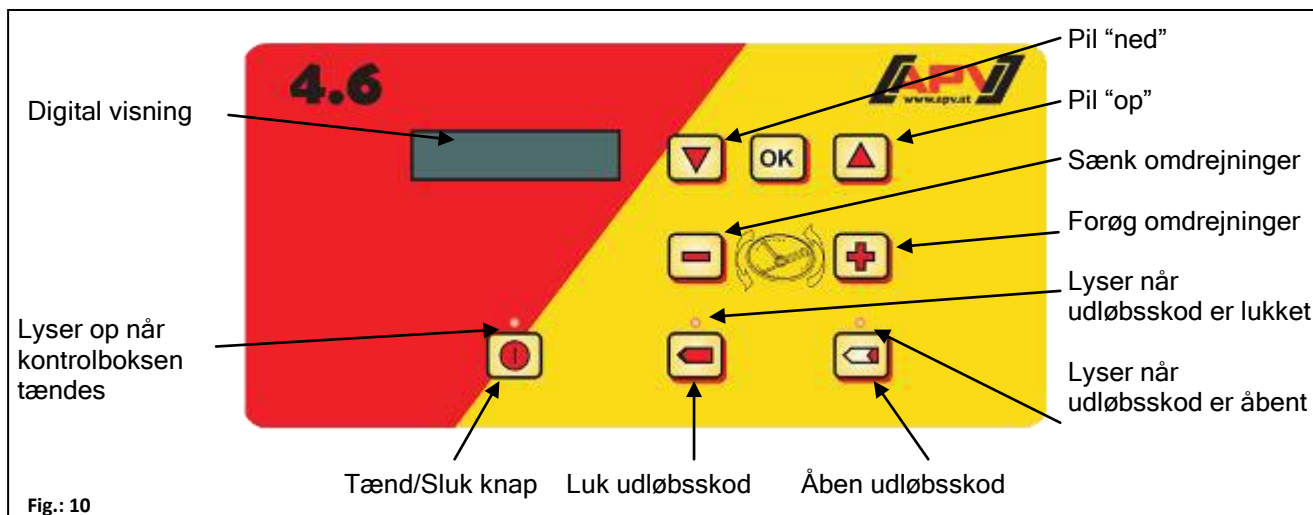 Pil “ned”
4.6
APV
www.apv.at
Digital visning
Pil “op”
OK
Sænk omdrejninger
Forøg omdrejninger
Lyser når
udløbsskod er lukket
Lyser op når
kontrolboksen
tændes
Lyser når
udløbsskod er åbent
Tænd/Sluk knap
Luk udløbsskod
Åben udløbsskod
Fig.: 10